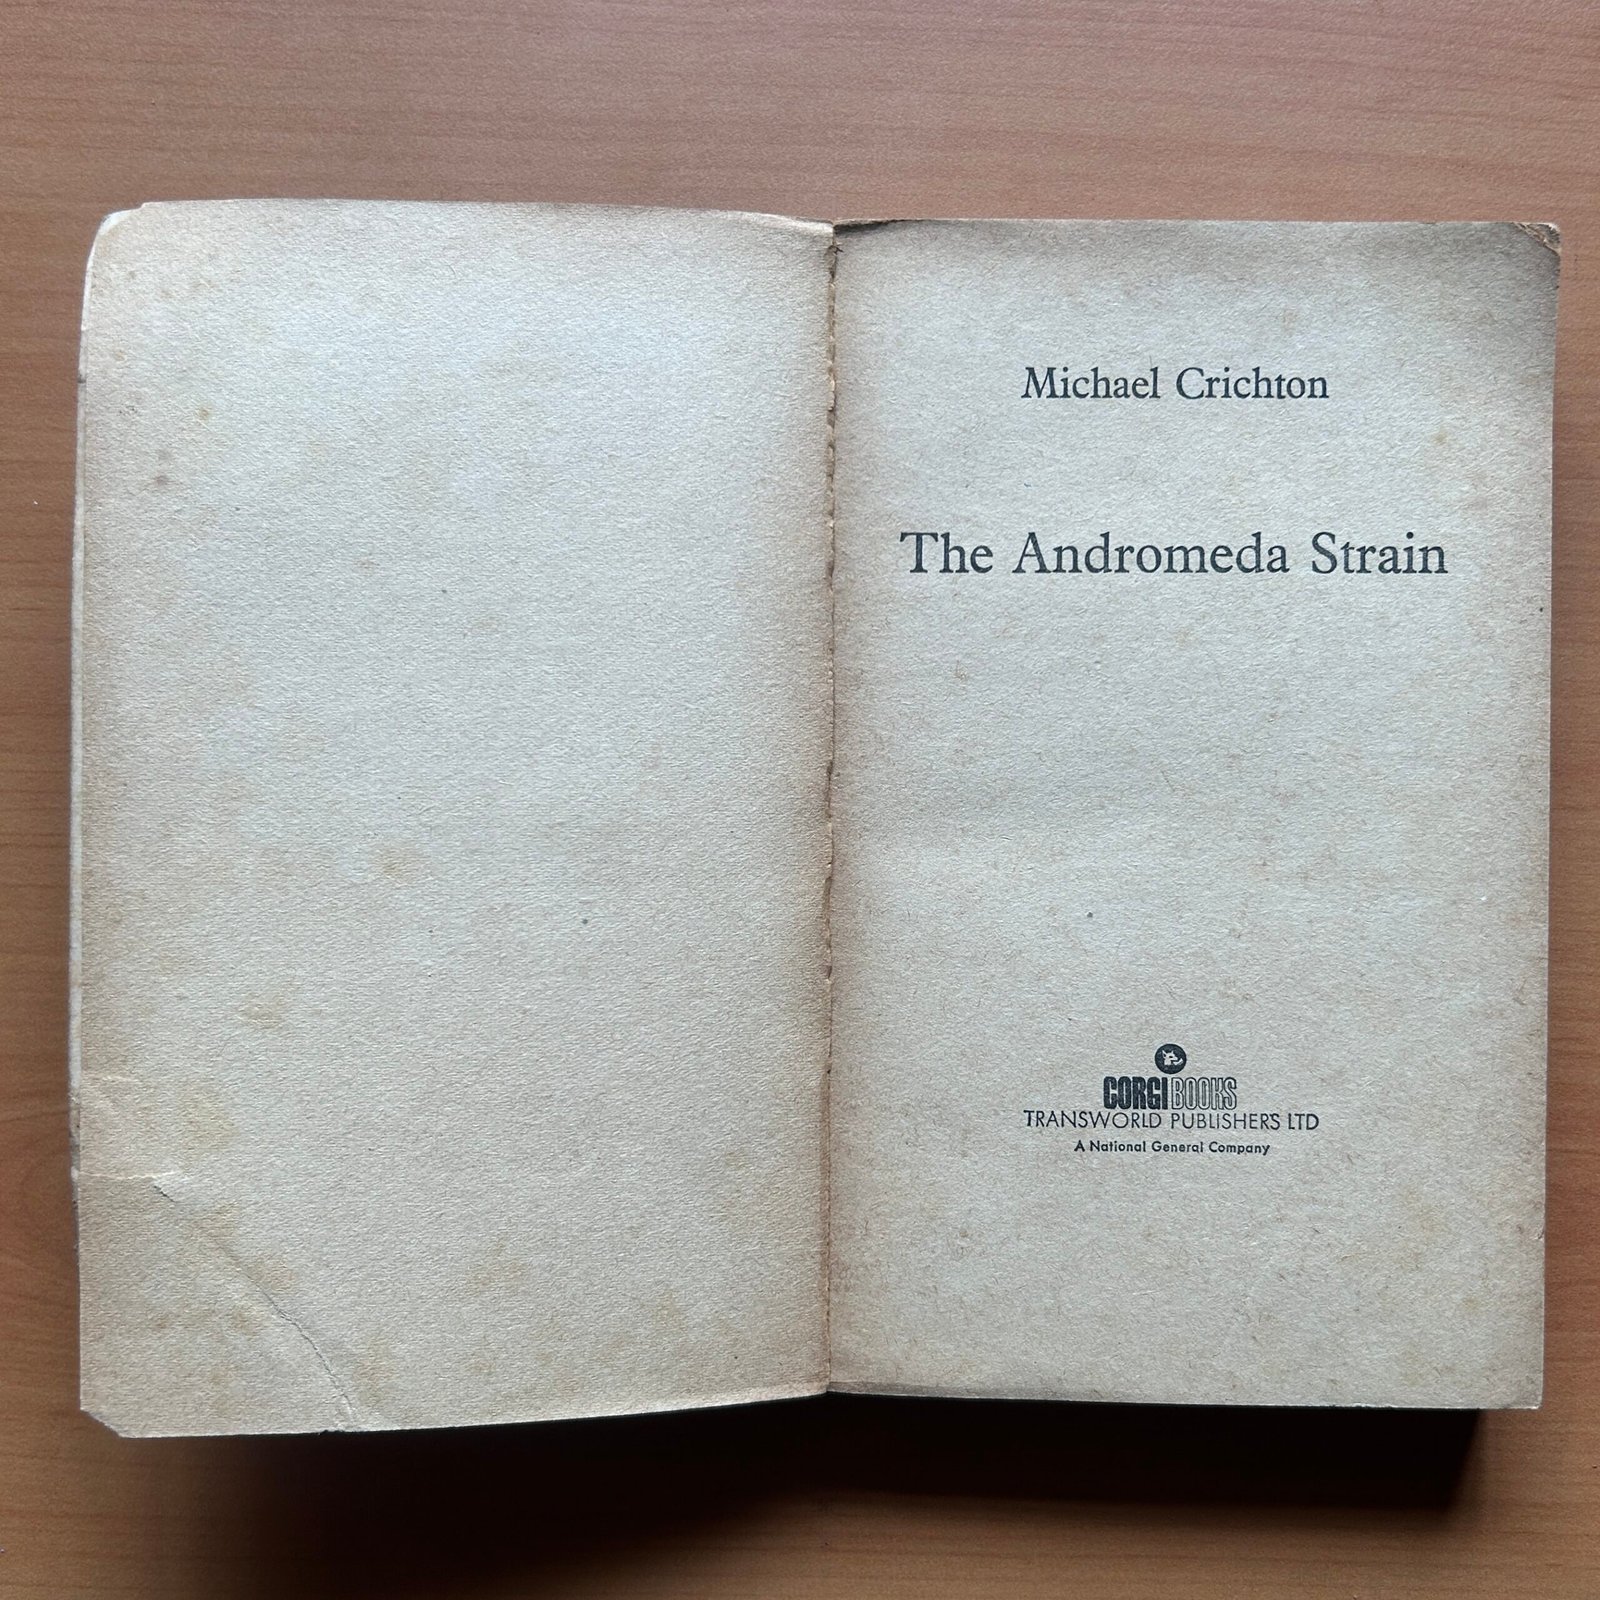 Michael Crichton
The Andromeda Strain
CORGI BOOKS
TRANSWORLD PUBLISHERS LTD
A National General Company